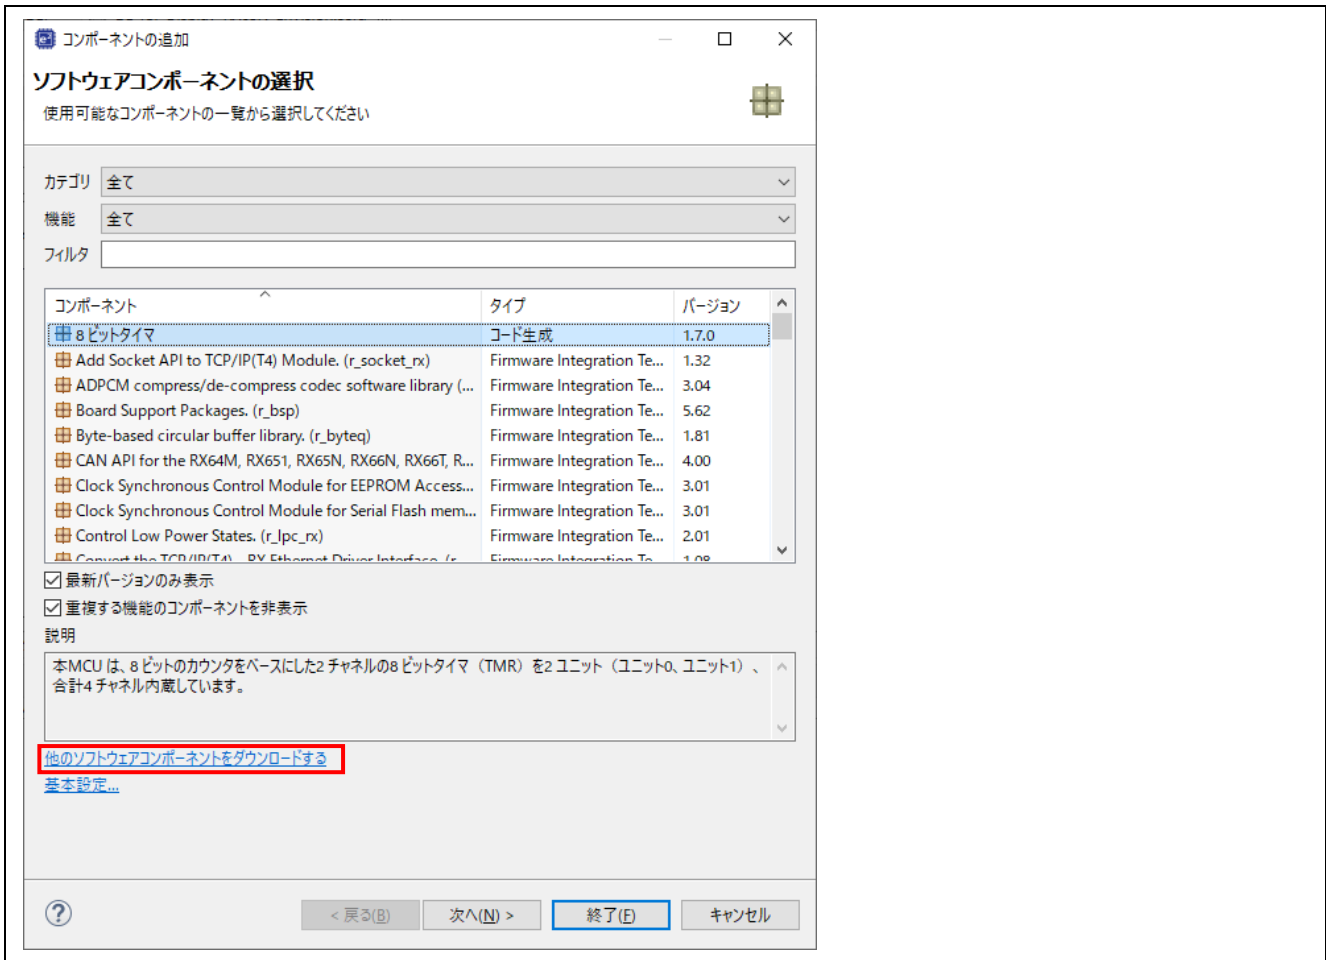 コンポーネントの追加
ソフトウェアコンポーネントの選択
使用可能なコンポーネントの一覧から選択してください
カテゴリ 全て
機能 全て
フィルタ
コンポーネント タイプ バージョン
8 ビットタイマ コード生成 1.7.0
Add Socket API to TCP/IP(T4) Module. (r_socket_rx) Firmware Integration Te... 1.32
ADPCM compress/de-compress codec software library (... Firmware Integration Te... 3.04
Board Support Packages. (r_bsp) Firmware Integration Te... 5.62
Byte-based circular buffer library. (r_byteq) Firmware Integration Te... 1.81
CAN API for the RX64M, RX651, RX65N, RX66N, RX66T, R... Firmware Integration Te... 4.00
Clock Synchronous Control Module for EEPROM Access... Firmware Integration Te... 3.01
Clock Synchronous Control Module for Serial Flash mem... Firmware Integration Te... 3.01
Control Low Power States. (r_lpc_rx) Firmware Integration Te... 2.01
Convert the TCP/IP(T4) RX Ethernet Driver Interface. (r... Firmware Integration Te... 1.08
最新バージョンのみ表示
重複する機能のコンポーネントを非表示
説明
本MCU は、8 ビットのカウンタをベースにした2 チャネルの8 ビットタイマ（TMR）を2 ユニット（ユニット0、ユニット1）、
合計4 チャネル内蔵しています。
他のソフトウェアコンポーネントをダウンロードする
基本設定...
< 戻る(B) 次へ(N) > 終了(F) キャンセル